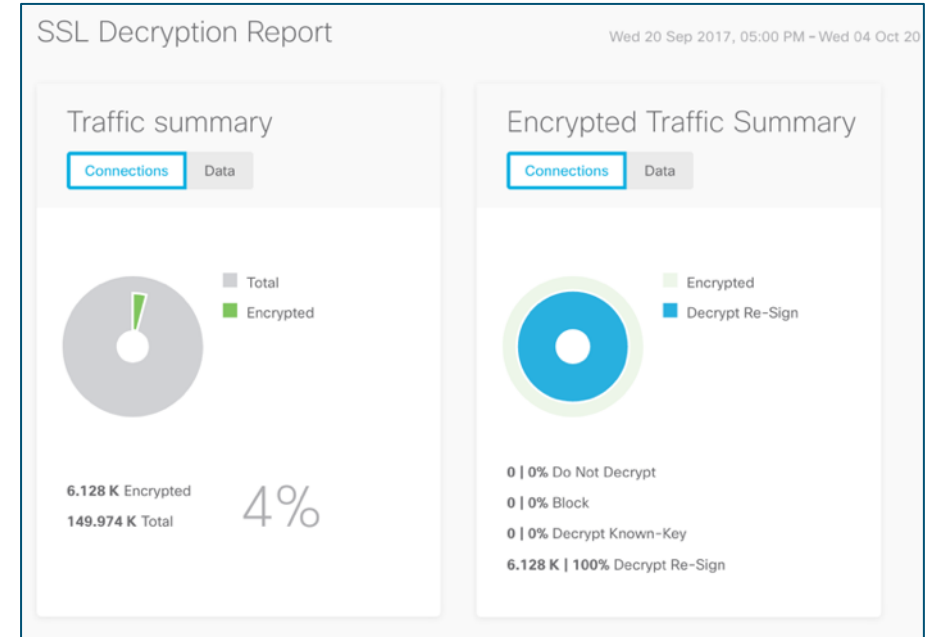 SSL Decryption Report
Wed 20 Sep 2017, 05:00 PM – Wed 04 Oct 20
Traffic summary
Connections Data
Total
Encrypted
6.128 K Encrypted
149.974 K Total
4%
Encrypted Traffic Summary
Connections Data
Encrypted
Decrypt Re-Sign
0 | 0% Do Not Decrypt
0 | 0% Block
0 | 0% Decrypt Known-Key
6.128 K | 100% Decrypt Re-Sign